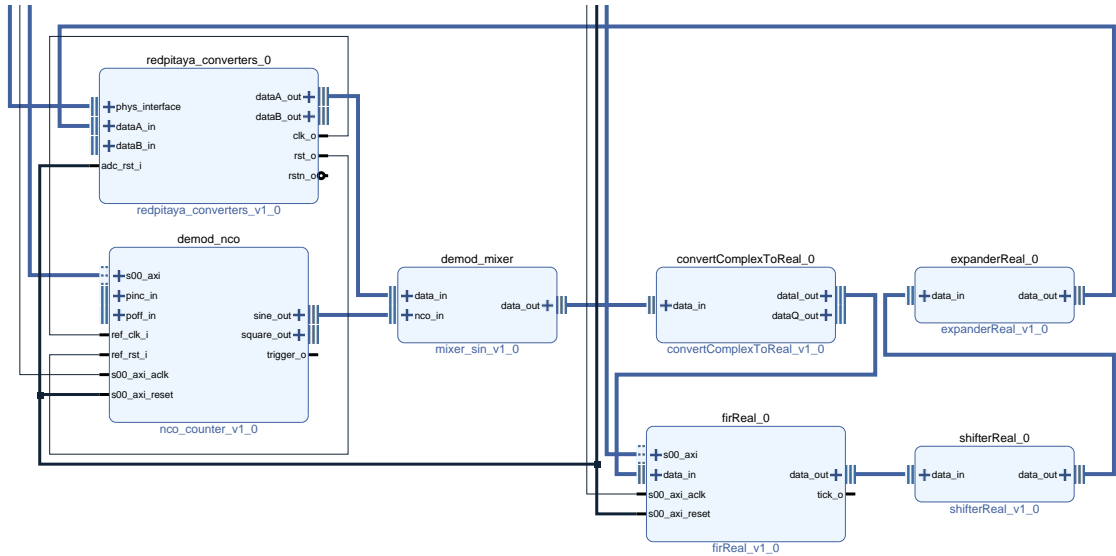 redpitaya_converters_0
phys_interface
dataA_in
dataB_in
adc_rst_i
dataA_out
dataB_out
clk_o
rst_o
rstn_o
redpitaya_converters_v1_0
demod_nco
s00_axi
pinc_in
poff_in
ref_clk_i
ref_rst_i
s00_axi_aclk
s00_axi_reset
sine_out
square_out
trigger_o
nco_counter_v1_0
demod_mixer
data_in
nco_in
data_out
mixer_sin_v1_0
convertComplexToReal_0
data_in
dataI_out
dataQ_out
convertComplexToReal_v1_0
expanderReal_0
data_in
data_out
expanderReal_v1_0
firReal_0
s00_axi
data_in
s00_axi_aclk
s00_axi_reset
data_out
tick_o
firReal_v1_0
shifterReal_0
data_in
data_out
shifterReal_v1_0